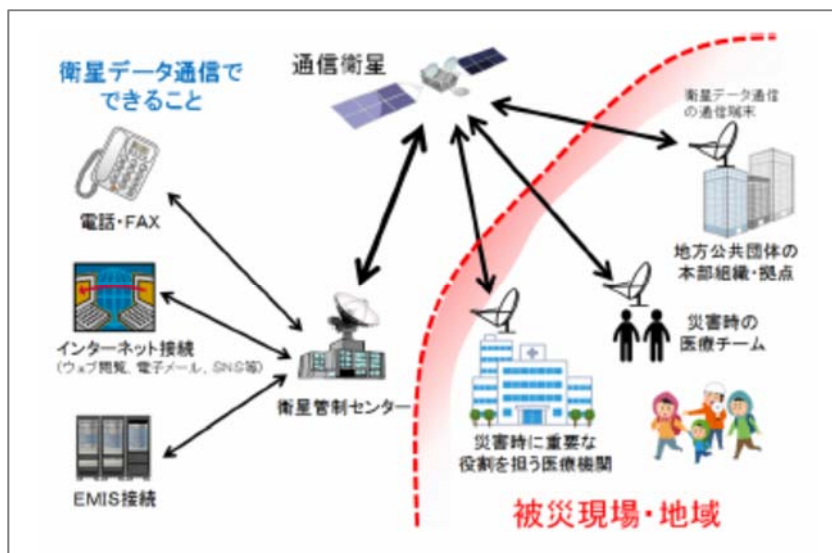 衛星データ通信で
できること
通信衛星
衛星データ通信
の通信端末
電話・FAX
地方公共団体の
本部組織・拠点
インターネット接続
(ウェブ閲覧、電子メール、SNS等)
衛星管制センター
災害時の
医療チーム
災害時に重要な
役割を担う医療機関
EMIS接続
被災現場・地域